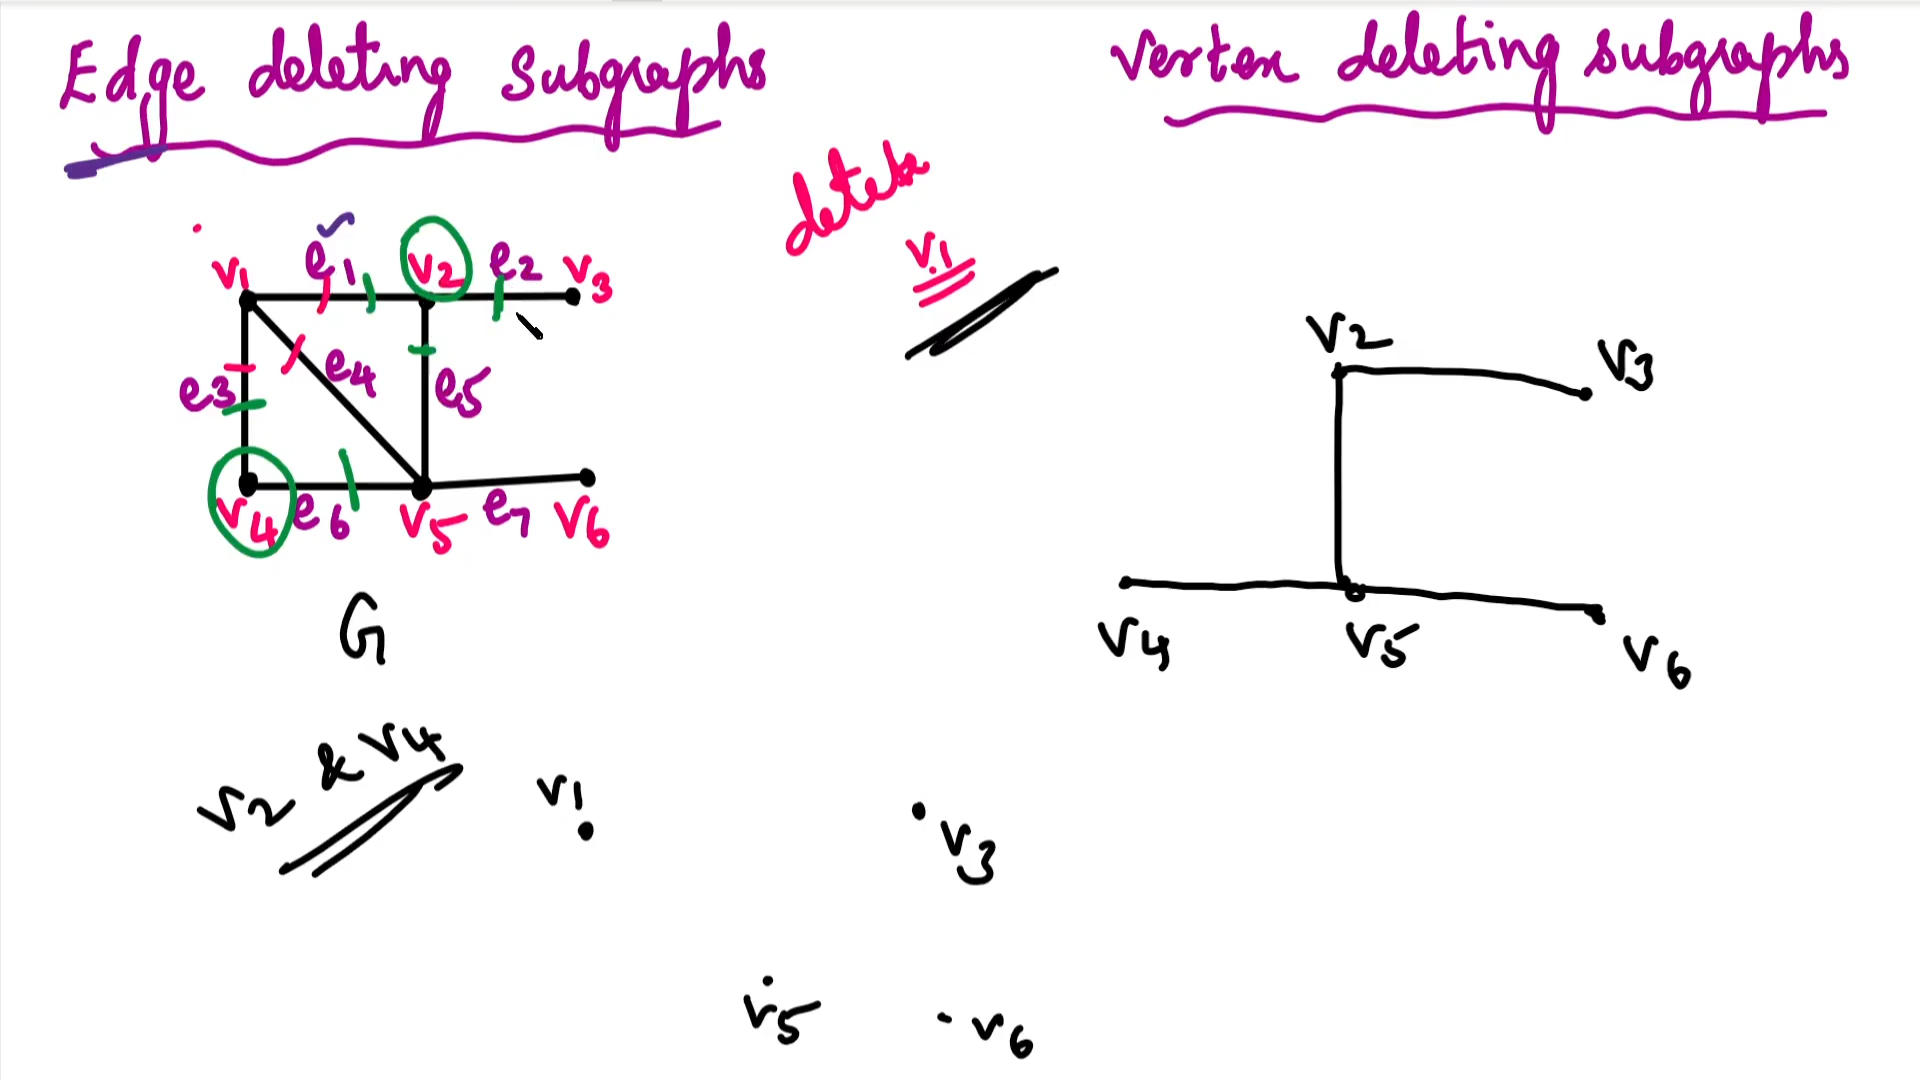 Edge deleting Subgraphs
Vertex deleting subgraphs
v1 e1 v2 e2 v3
e3 e4 e5
v4 e6 v5 e7 v6
G
v1
v2 v3
v4 v5 v6
v2 & v4
v1
v3
v5 v6